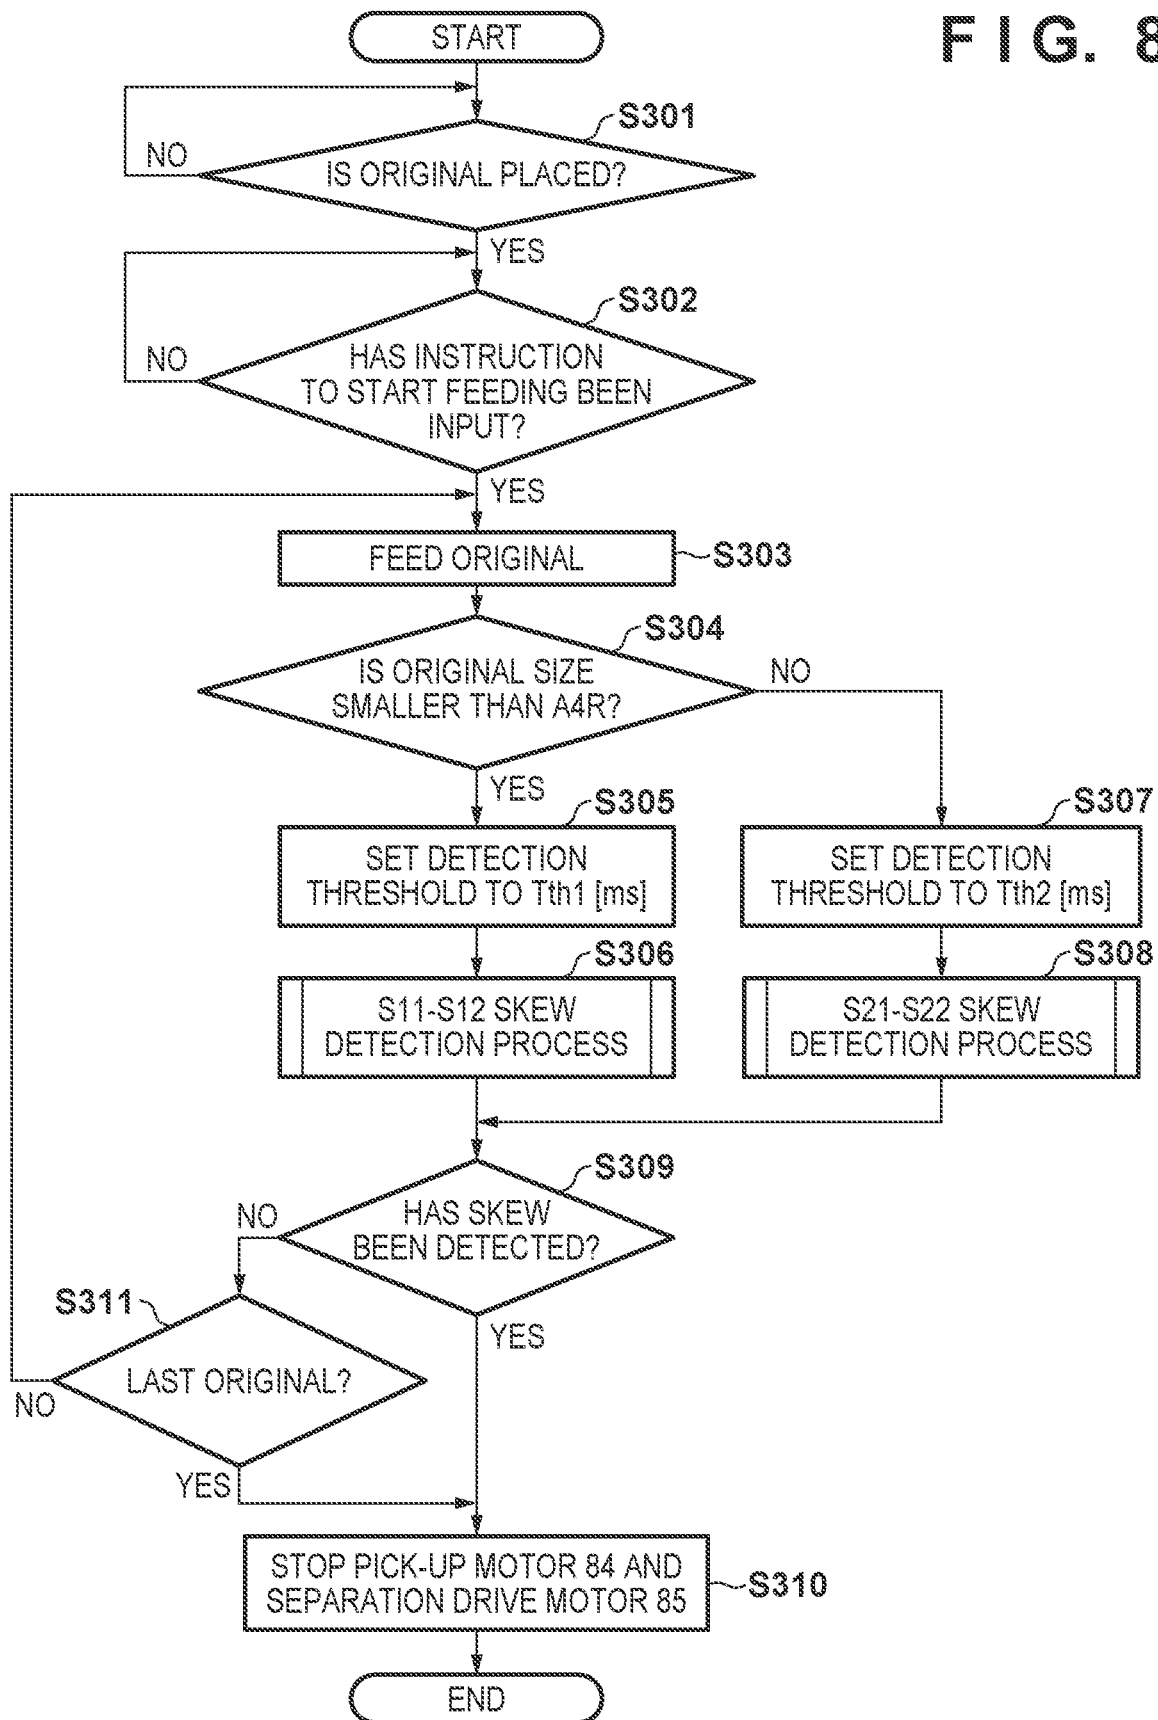 FIG. 8
START
S301
NO
IS ORIGINAL PLACED?
YES
S302
NO
HAS INSTRUCTION
TO START FEEDING BEEN
INPUT?
YES
FEED ORIGINAL
S303
S304
IS ORIGINAL SIZE
SMALLER THAN A4R?
NO
YES
S305
SET DETECTION
THRESHOLD TO Tth1 [ms]
S307
SET DETECTION
THRESHOLD TO Tth2 [ms]
S306
S11-S12 SKEW
DETECTION PROCESS
S308
S21-S22 SKEW
DETECTION PROCESS
S309
NO
HAS SKEW
BEEN DETECTED?
YES
S311
LAST ORIGINAL?
NO
YES
STOP PICK-UP MOTOR 84 AND
SEPARATION DRIVE MOTOR 85
S310
END